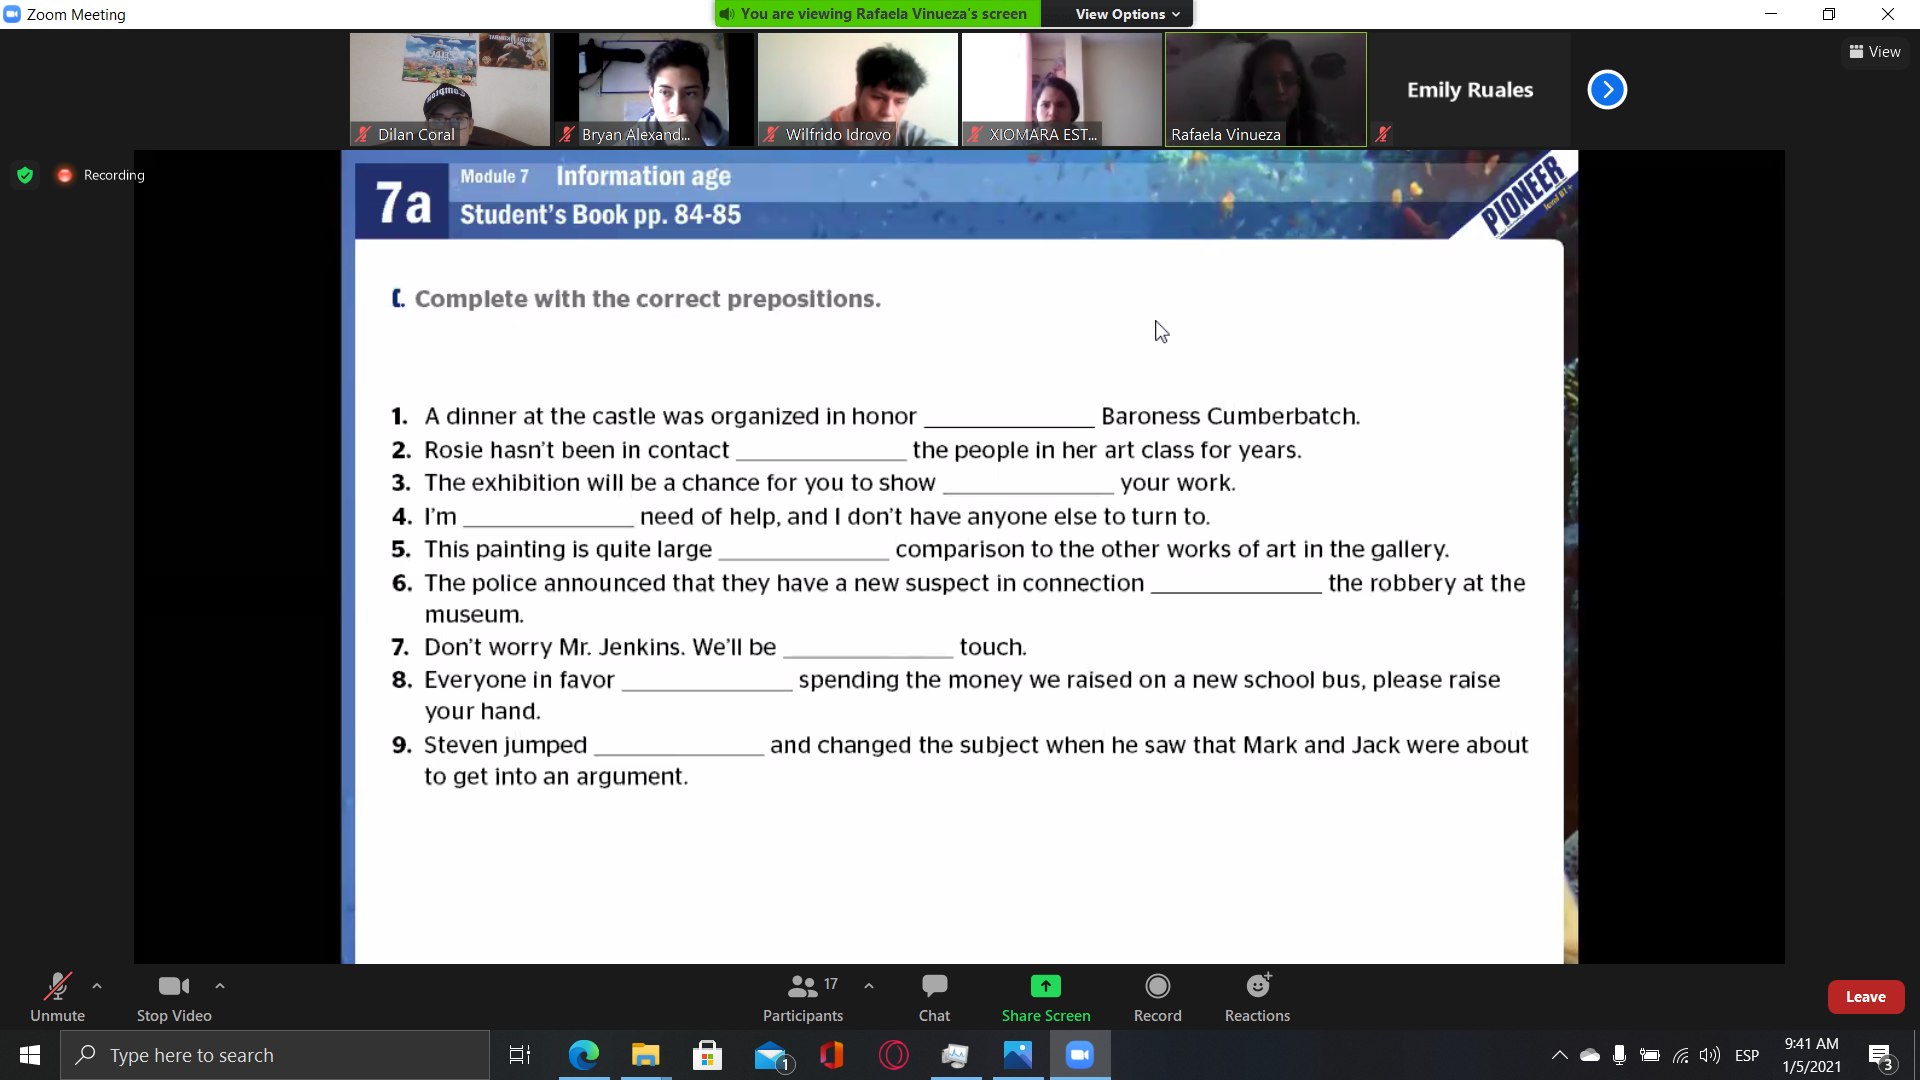 Zoom Meeting
You are viewing Rafaela Vinueza's screen
View Options
View
Dilan Coral
Bryan Alexand...
Wilfrido Idrovo
XIOMARA EST...
Rafaela Vinueza
Emily Ruales
Recording
7a
Module 7 Information age
Student's Book pp. 84-85
PIONEER
level B1+
C. Complete with the correct prepositions.
1. A dinner at the castle was organized in honor ______________ Baroness Cumberbatch.
2. Rosie hasn't been in contact ______________ the people in her art class for years.
3. The exhibition will be a chance for you to show ______________ your work.
4. I'm ______________ need of help, and I don't have anyone else to turn to.
5. This painting is quite large ______________ comparison to the other works of art in the gallery.
6. The police announced that they have a new suspect in connection ______________ the robbery at the
museum.
7. Don't worry Mr. Jenkins. We'll be ______________ touch.
8. Everyone in favor ______________ spending the money we raised on a new school bus, please raise
your hand.
9. Steven jumped ______________ and changed the subject when he saw that Mark and Jack were about
to get into an argument.
Unmute
Stop Video
17
Participants
Chat
Share Screen
Record
Reactions
Leave
Type here to search
1
ESP
9:41 AM
1/5/2021
3